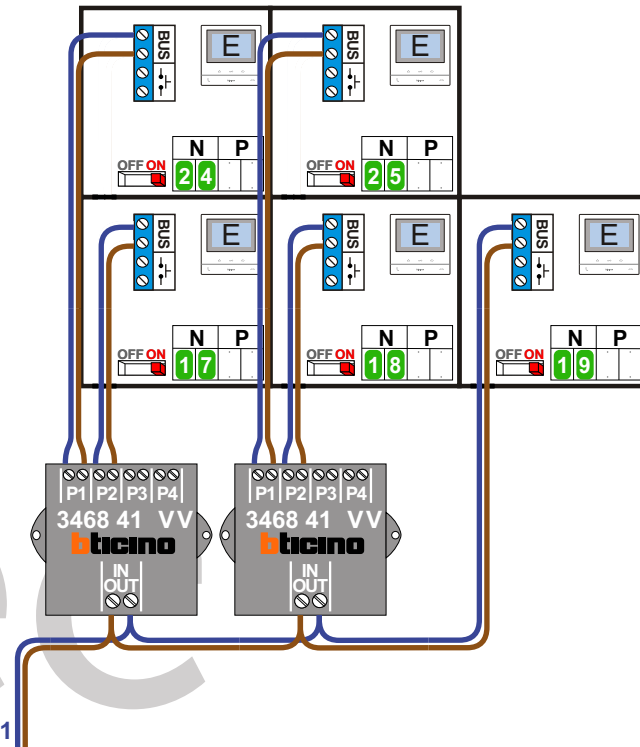 BUS
E
BUS
E
N P
OFF ON
2 4
N P
OFF ON
2 5
BUS
E
BUS
E
BUS
E
N P
OFF ON
1 7
N P
OFF ON
1 8
N P
OFF ON
1 9
P1 P2 P3 P4
3468 41 VV
bticino
IN
OUT
P1 P2 P3 P4
3468 41 VV
bticino
IN
OUT
1